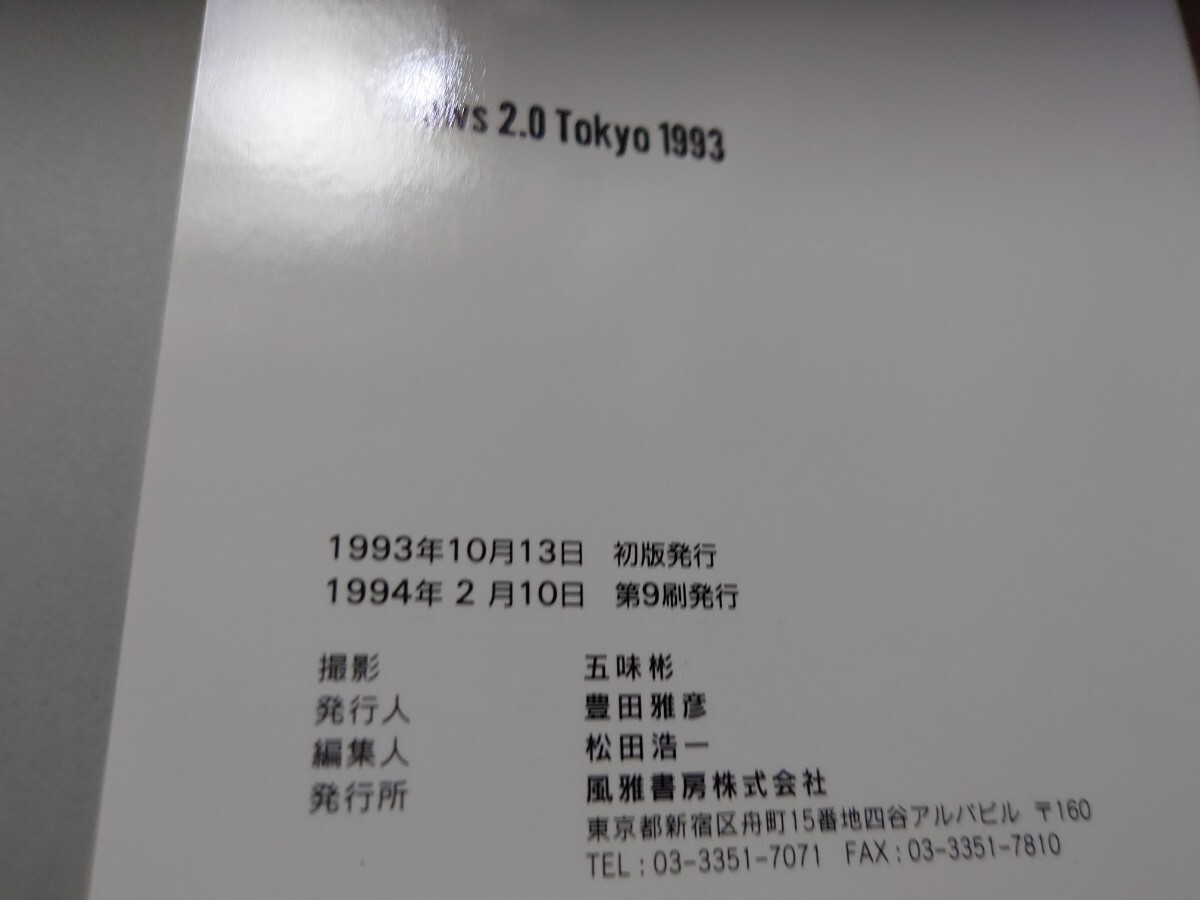 2.0 Tokyo 1993
1993年10月13日 初版発行
1994年 2 月10日 第9刷発行
撮影 五味彬
発行人 豊田雅彦
編集人 松田浩一
発行所 風雅書房株式会社
東京都新宿区舟町15番地四谷アルバビル 〒160
TEL : 03-3351-7071 FAX : 03-3351-7810